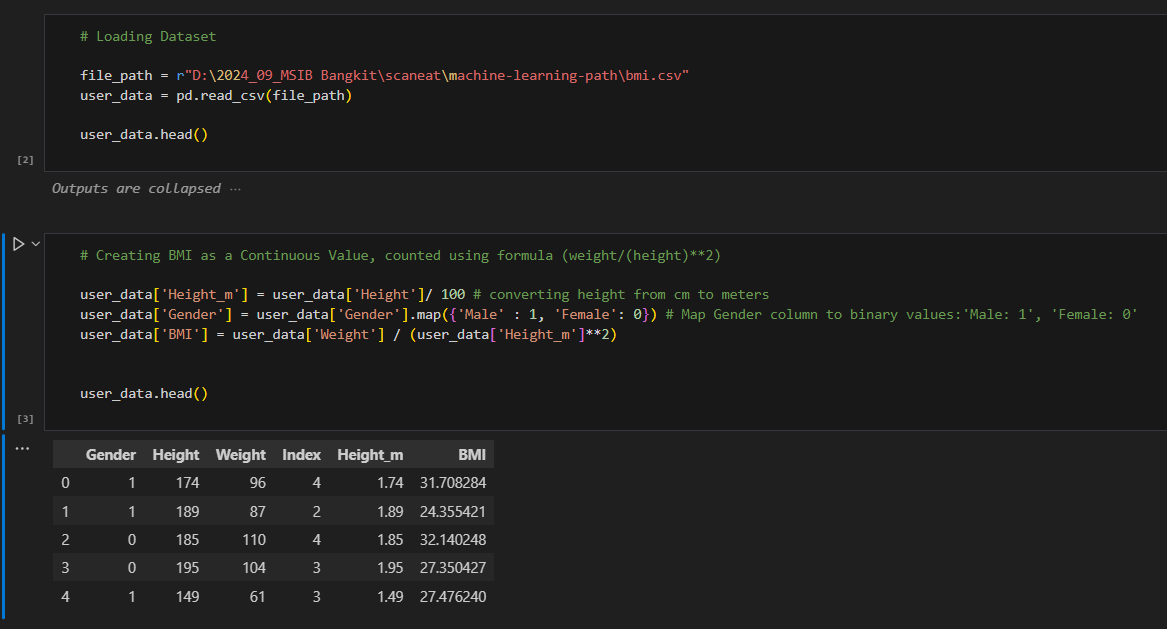 # Loading Dataset
file_path = r"D:\2024_09_MSIB Bangkit\scaneat\machine-learning-path\bmi.csv"
user_data = pd.read_csv(file_path)
user_data.head()
[2]
Outputs are collapsed ...
# Creating BMI as a Continuous Value, counted using formula (weight/(height)**2)
user_data['Height_m'] = user_data['Height']/ 100 # converting height from cm to meters
user_data['Gender'] = user_data['Gender'].map({'Male' : 1, 'Female': 0}) # Map Gender column to binary values:'Male: 1', 'Female: 0'
user_data['BMI'] = user_data['Weight'] / (user_data['Height_m']**2)
user_data.head()
[3]
...
Gender Height Weight Index Height_m BMI
0 1 174 96 4 1.74 31.708284
1 1 189 87 2 1.89 24.355421
2 0 185 110 4 1.85 32.140248
3 0 195 104 3 1.95 27.350427
4 1 149 61 3 1.49 27.476240